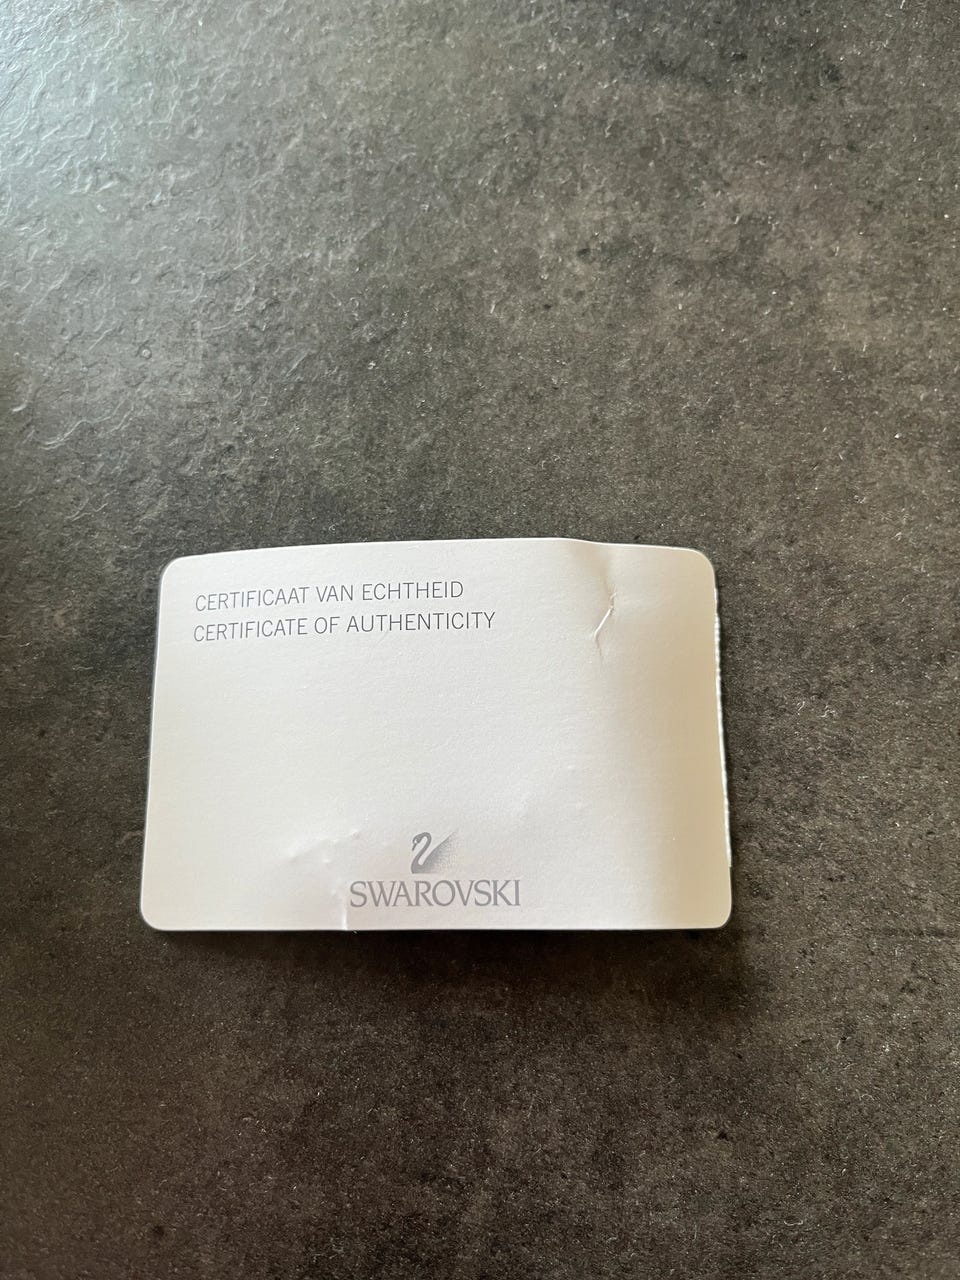 CERTIFICAAT VAN ECHTHEID
CERTIFICATE OF AUTHENTICITY
SWAROVSKI